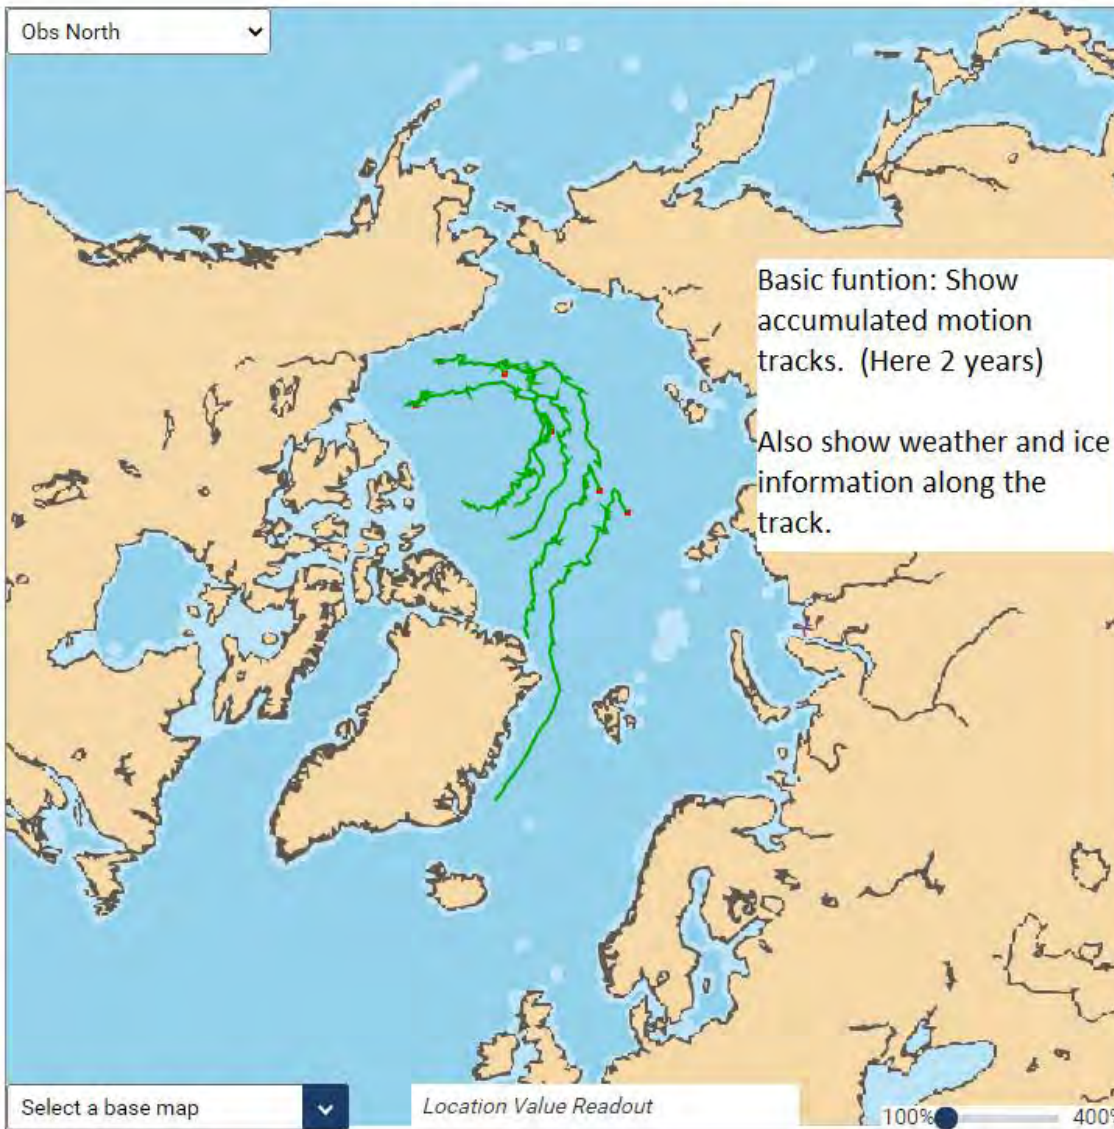 Obs North
Basic funtion: Show
accumulated motion
tracks.  (Here 2 years)
Also show weather and ice
information along the
track.
Select a base map
Location Value Readout
100%
400%